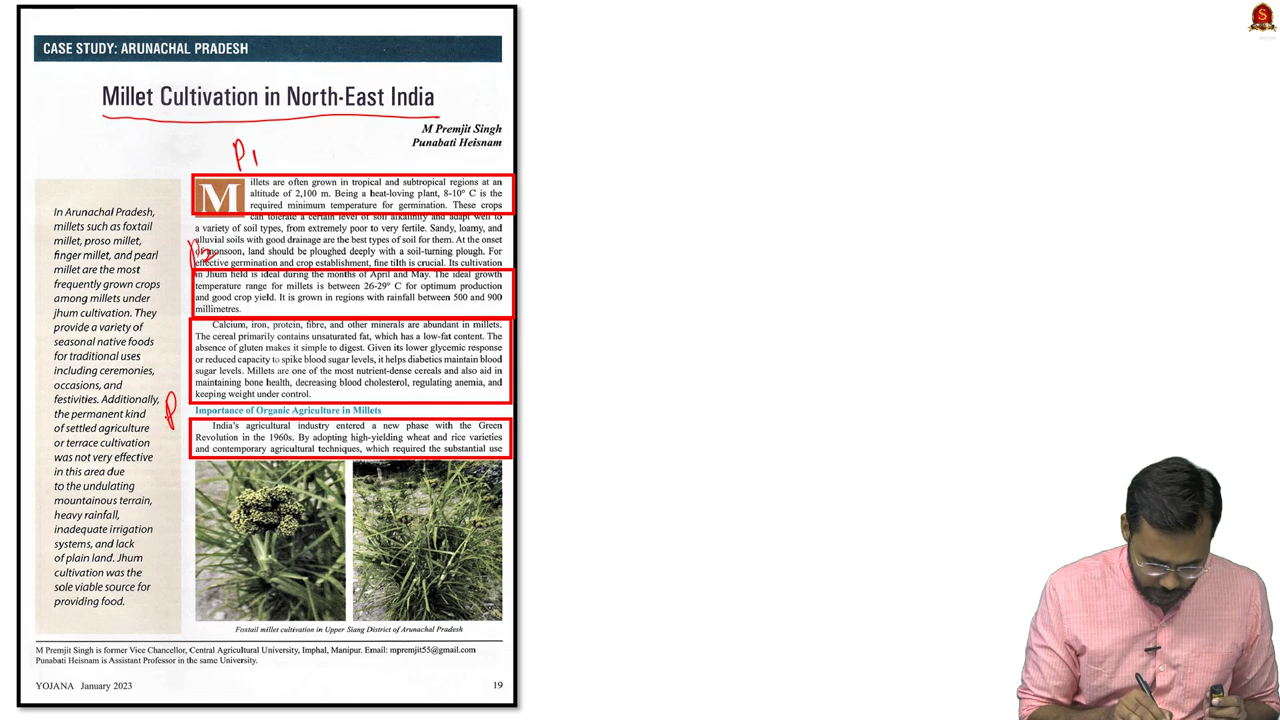 CASE STUDY: ARUNACHAL PRADESH
Millet Cultivation in North-East India
M Premjit Singh
Punabati Heisnam
P1
In Arunachal Pradesh,
millets such as foxtail
millet, proso millet,
finger millet, and pearl
millet are the most
frequently grown crops
among millets under
jhum cultivation. They
provide a variety of
seasonal native foods
for traditional uses
including ceremonies,
occasions, and
festivities. Additionally,
the permanent kind
of settled agriculture
or terrace cultivation
was not very effective
in this area due
to the undulating
mountainous terrain,
heavy rainfall,
inadequate irrigation
systems, and lack
of plain land. Jhum
cultivation was the
sole viable source for
providing food.
Millets are often grown in tropical and subtropical regions at an
altitude of 2,100 m. Being a heat-loving plant, 8-10° C is the
required minimum temperature for germination. These crops
can tolerate a certain level of soil alkalinity and adapt well to
a variety of soil types, from extremely poor to very fertile. Sandy, loamy, and
alluvial soils with good drainage are the best types of soil for them. At the onset
P2
of monsoon, land should be ploughed deeply with a soil-turning plough. For
effective germination and crop establishment, fine tilth is crucial. Its cultivation
in Jhum field is ideal during the months of April and May. The ideal growth
temperature range for millets is between 26-29° C for optimum production
and good crop yield. It is grown in regions with rainfall between 500 and 900
millimetres.
Calcium, iron, protein, fibre, and other minerals are abundant in millets.
The cereal primarily contains unsaturated fat, which has a low-fat content. The
absence of gluten makes it simple to digest. Given its lower glycemic response
or reduced capacity to spike blood sugar levels, it helps diabetics maintain blood
sugar levels. Millets are one of the most nutrient-dense cereals and also aid in
maintaining bone health, decreasing blood cholesterol, regulating anemia, and
keeping weight under control.
P
Importance of Organic Agriculture in Millets
India's agricultural industry entered a new phase with the Green
Revolution in the 1960s. By adopting high-yielding wheat and rice varieties
and contemporary agricultural techniques, which required the substantial use
Foxtail millet cultivation in Upper Siang District of Arunachal Pradesh
M Premjit Singh is former Vice Chancellor, Central Agricultural University, Imphal, Manipur. Email: mpremjit55@gmail.com
Punabati Heisnam is Assistant Professor in the same University.
YOJANA January 2023
19
S